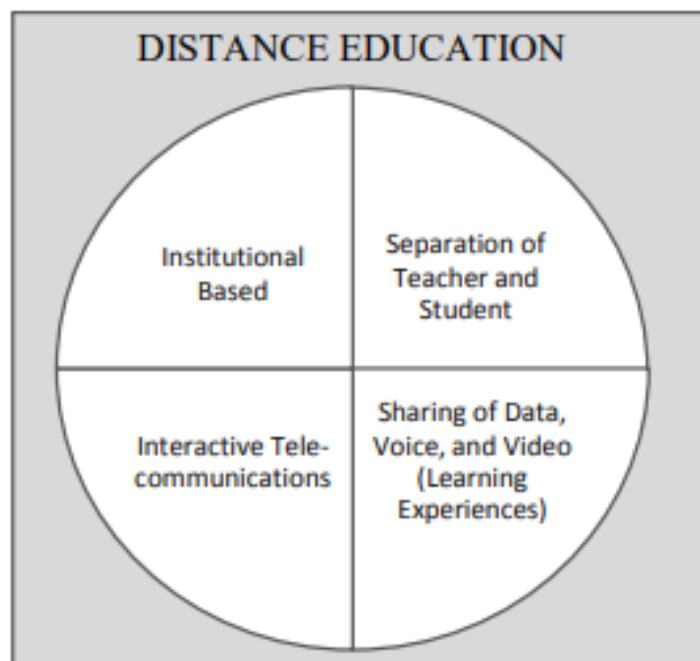 DISTANCE EDUCATION
Institutional
Based
Separation of
Teacher and
Student
Interactive Tele-
communications
Sharing of Data,
Voice, and Video
(Learning
Experiences)